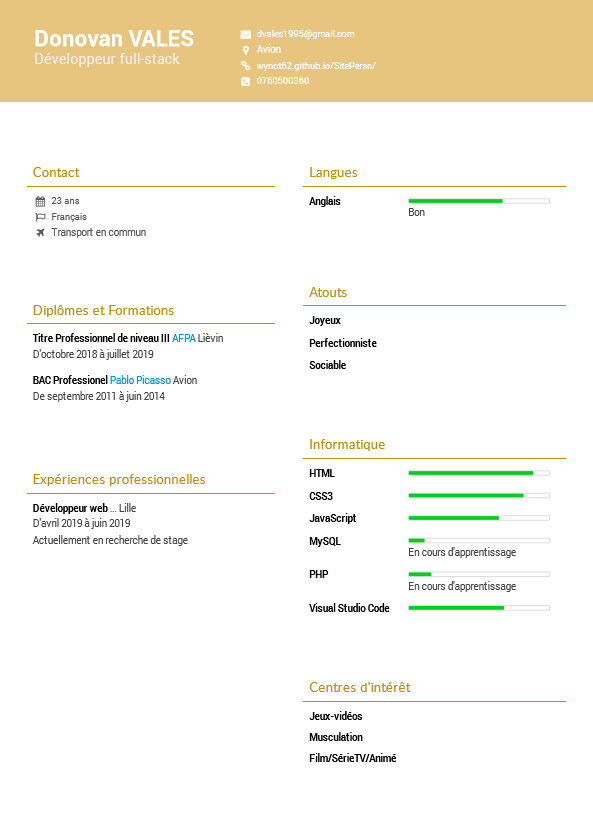 Donovan VALES
Développeur full-stack
dvales1995@gmail.com
Avion
wynot62.github.io/SitePerso/
0760500360
Contact
23 ans
Français
Transport en commun
Diplômes et Formations
Titre Professionnel de niveau III AFPA Lièvin
D'octobre 2018 à juillet 2019
BAC Professionel Pablo Picasso Avion
De septembre 2011 à juin 2014
Expériences professionnelles
Développeur web ... Lille
D'avril 2019 à juin 2019
Actuellement en recherche de stage
Langues
Anglais
Bon
Atouts
Joyeux
Perfectionniste
Sociable
Informatique
HTML
CSS3
JavaScript
MySQL
En cours d'apprentissage
PHP
En cours d'apprentissage
Visual Studio Code
Centres d'intérêt
Jeux-vidéos
Musculation
Film/SérieTV/Animé